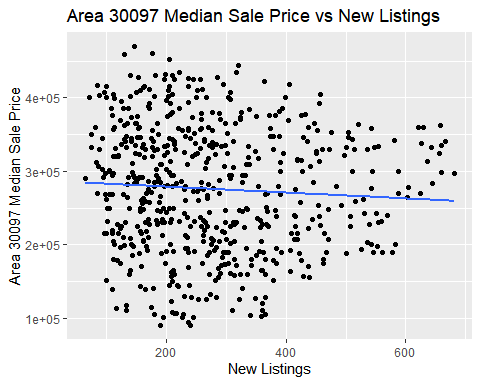 Area 30097 Median Sale Price vs New Listings
Area 30097 Median Sale Price
4e+05
3e+05
2e+05
1e+05
200
400
600
New Listings